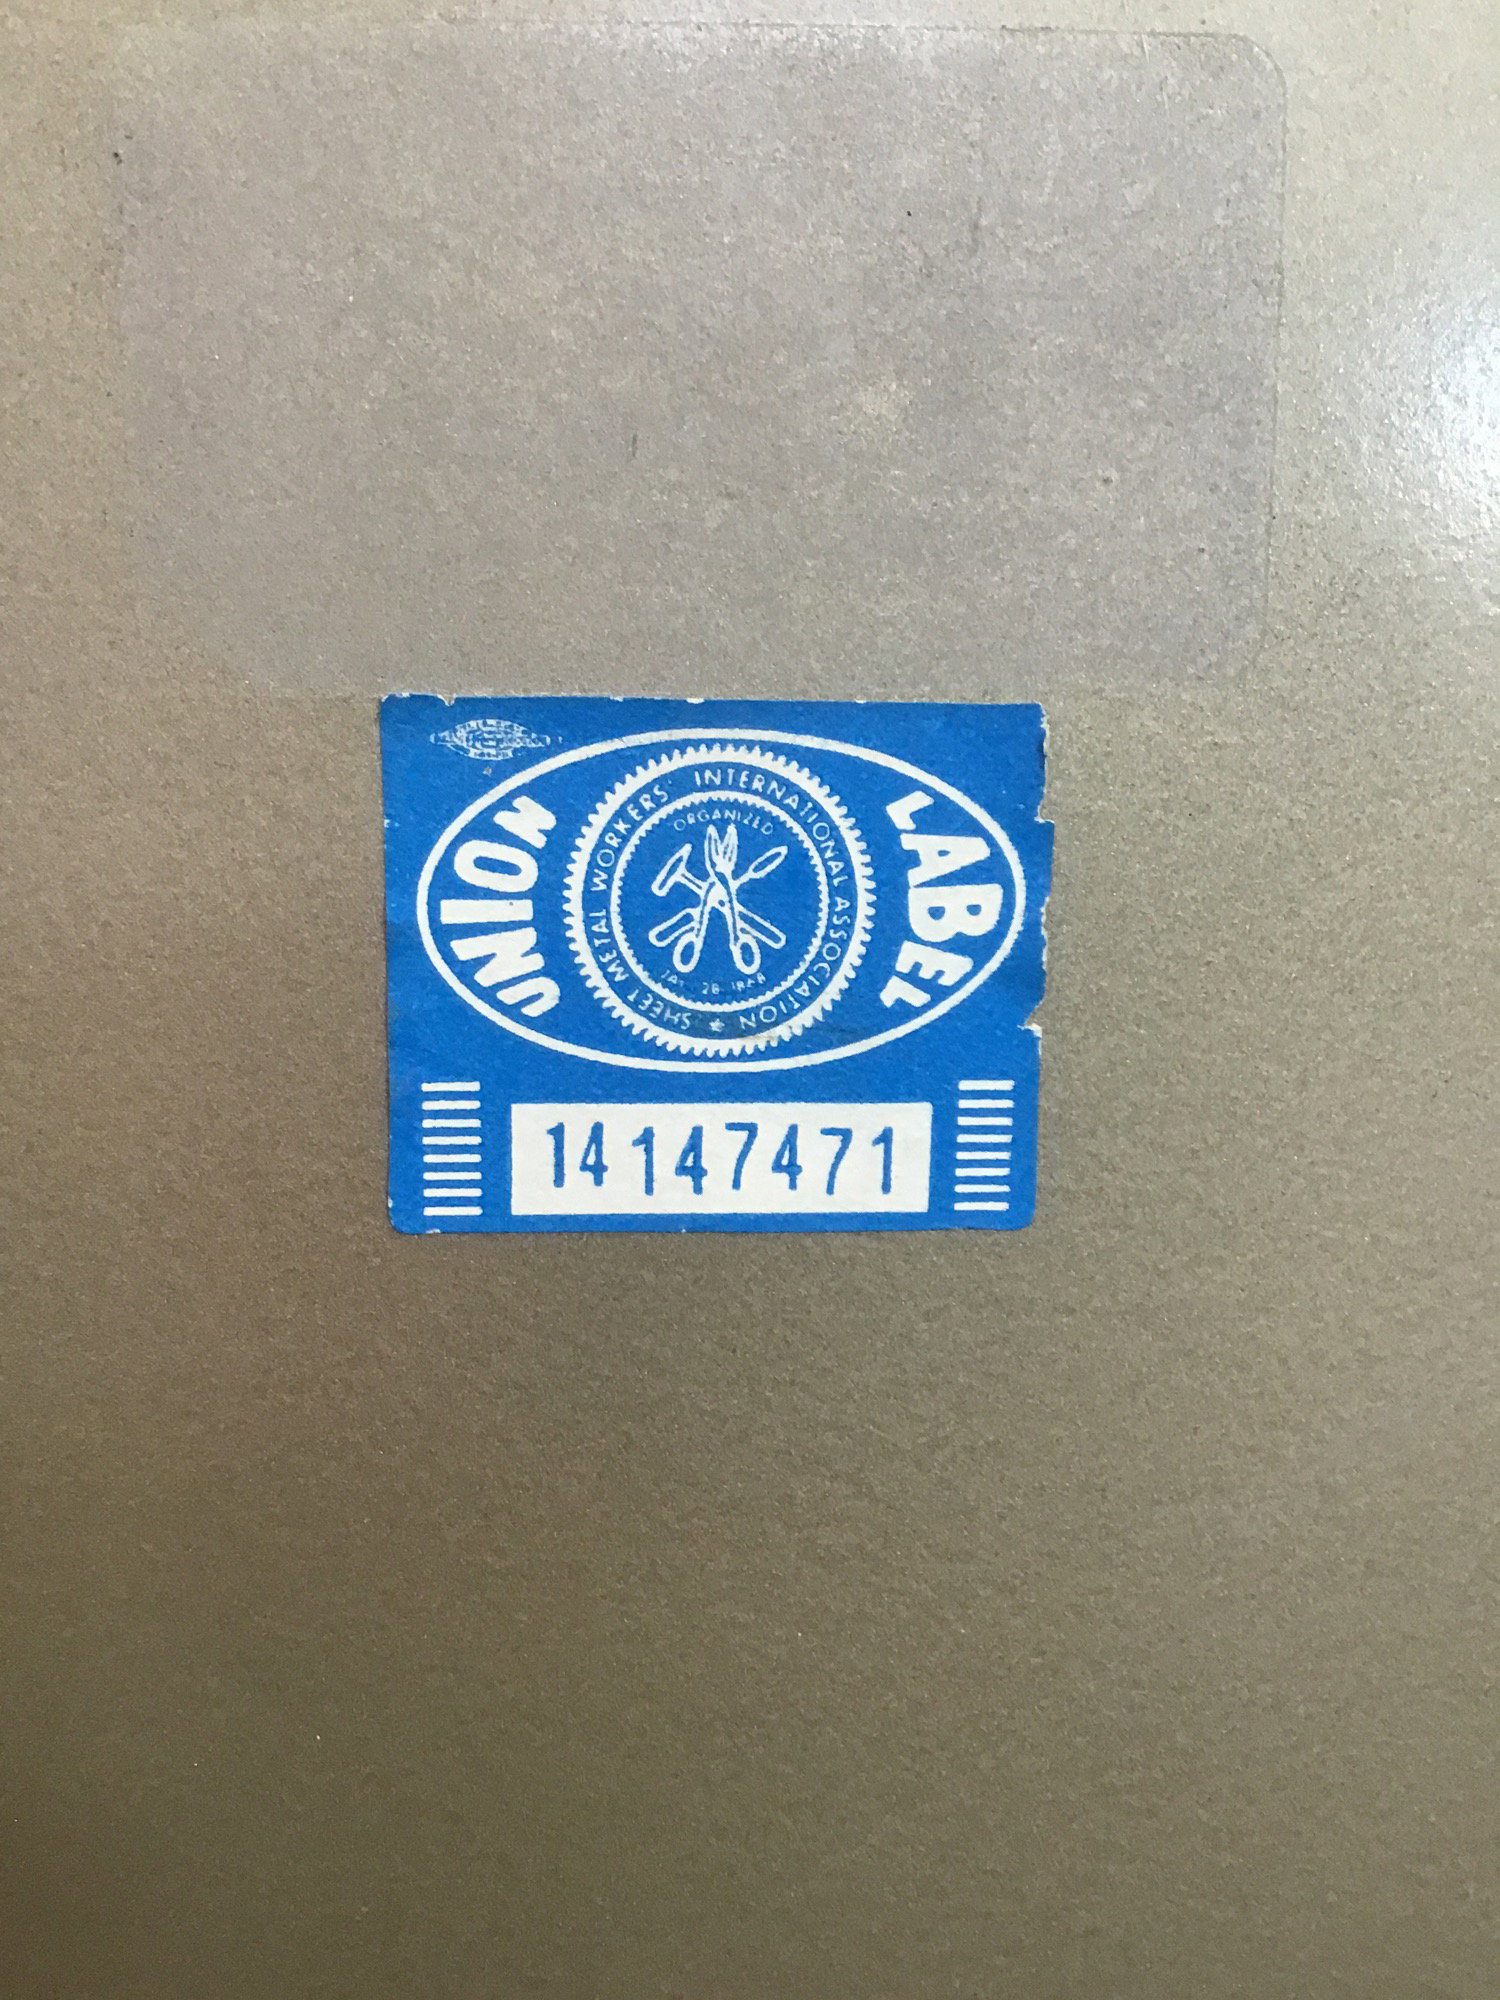 UNION
LABEL
SHEET METAL WORKERS' INTERNATIONAL ASSOCIATION
ORGANIZED
14147471